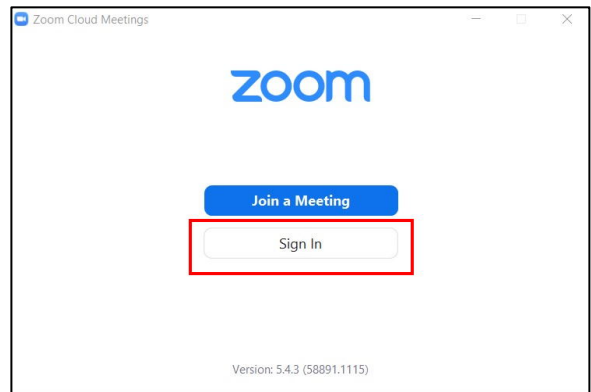 Zoom Cloud Meetings
zoom
Join a Meeting
Sign In
Version: 5.4.3 (58891.1115)